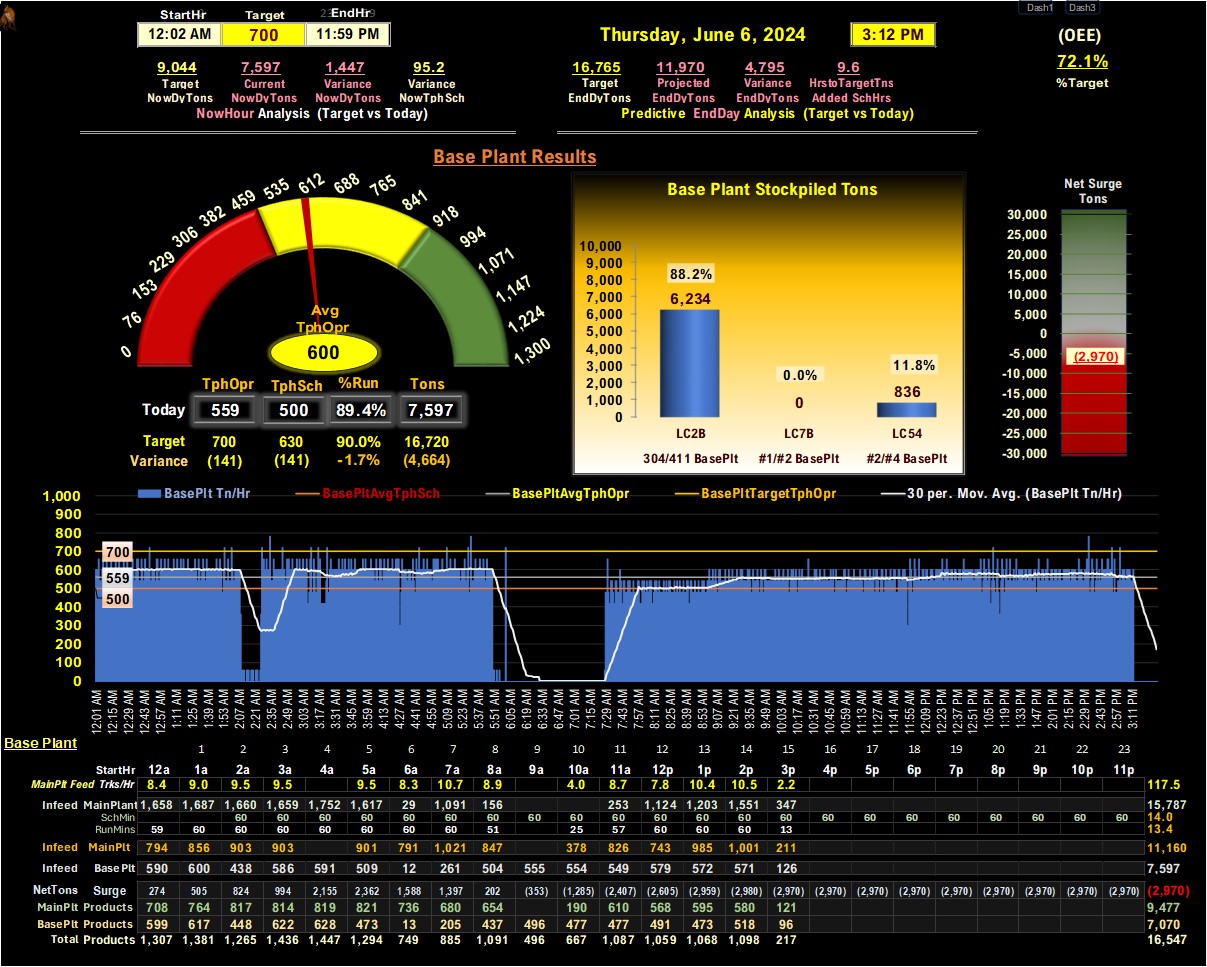 StartHr Target EndHr Dash1 Dash3
12:02 AM 700 11:59 PM Thursday, June 6, 2024 3:12 PM (OEE)
9,044 7,597 1,447 95.2 16,765 11,970 4,795 9.6 72.1%
Target Current Variance Variance Target Projected Variance HrstoTargetTns %Target
NowDyTons NowDyTons NowDyTons NowTphSch EndDyTons EndDyTons EndDyTons Added SchHrs
NowHour Analysis (Target vs Today) Predictive EndDay Analysis (Target vs Today)
Base Plant Results
0 76 153 229 306 382 459 535 612 688 765 841 918 994 1,071 1,147 1,224 1,300
Avg
TphOpr
600
TphOpr TphSch %Run Tons
Today 559 500 89.4% 7,597
Target 700 630 90.0% 16,720
Variance (141) (141) -1.7% (4,664)
Base Plant Stockpiled Tons
10,000
9,000
8,000
7,000
6,000
5,000
4,000
3,000
2,000
1,000
0
88.2%
6,234
0.0%
0
11.8%
836
LC2B LC7B LC54
304/411 BasePlt #1/#2 BasePlt #2/#4 BasePlt
Net Surge
Tons
30,000
25,000
20,000
15,000
10,000
5,000
0
-5,000
-10,000
-15,000
-20,000
-25,000
-30,000
(2,970)
BasePlt Tn/Hr BasePltAvgTphSch BasePltAvgTphOpr BasePltTargetTphOpr 30 per. Mov. Avg. (BasePlt Tn/Hr)
1,000
900
800
700
600
500
400
300
200
100
0
700
559
500
12:01 AM 12:15 AM 12:29 AM 12:43 AM 12:57 AM 1:11 AM 1:25 AM 1:39 AM 1:53 AM 2:07 AM 2:21 AM 2:35 AM 2:49 AM 3:03 AM 3:17 AM 3:31 AM 3:45 AM 3:59 AM 4:13 AM 4:27 AM 4:41 AM 4:55 AM 5:09 AM 5:23 AM 5:37 AM 5:51 AM 6:05 AM 6:19 AM 6:33 AM 6:47 AM 7:01 AM 7:15 AM 7:29 AM 7:43 AM 7:57 AM 8:11 AM 8:25 AM 8:39 AM 8:53 AM 9:07 AM 9:21 AM 9:35 AM 9:49 AM 10:03 AM 10:17 AM 10:31 AM 10:45 AM 10:59 AM 11:13 AM 11:27 AM 11:41 AM 11:55 AM 12:09 PM 12:23 PM 12:37 PM 12:51 PM 1:05 PM 1:19 PM 1:33 PM 1:47 PM 2:01 PM 2:15 PM 2:29 PM 2:43 PM 2:57 PM 3:11 PM
Base Plant
1 2 3 4 5 6 7 8 9 10 11 12 13 14 15 16 17 18 19 20 21 22 23
StartHr 12a 1a 2a 3a 4a 5a 6a 7a 8a 9a 10a 11a 12p 1p 2p 3p 4p 5p 6p 7p 8p 9p 10p 11p
MainPlt Feed Trks/Hr 8.4 9.0 9.5 9.5 9.5 8.3 10.7 8.9 4.0 8.7 7.8 10.4 10.5 2.2 117.5
Infeed MainPlant 1,658 1,687 1,660 1,659 1,752 1,617 29 1,091 156 253 1,124 1,203 1,551 347 15,787
SchMin 60 60 60 60 60 60 60 60 60 60 60 60 60 60 60 60 60 60 60 60 60 60 14.0
RunMins 59 60 60 60 60 60 60 60 51 25 57 60 60 60 13 13.4
Infeed MainPlt 794 856 903 903 901 791 1,021 847 378 826 743 985 1,001 211 11,160
Infeed BasePlt 590 600 438 586 591 509 12 261 504 555 554 549 579 572 571 126 7,597
NetTons Surge 274 505 824 994 2,155 2,362 1,588 1,397 202 (353) (1,285) (2,407) (2,605) (2,959) (2,980) (2,970) (2,970) (2,970) (2,970) (2,970) (2,970) (2,970) (2,970) (2,970) (2,970)
MainPlt Products 708 764 817 814 819 821 736 680 654 190 610 568 595 580 121 9,477
BasePlt Products 599 617 448 622 628 473 13 205 437 496 477 477 491 473 518 96 7,070
Total Products 1,307 1,381 1,265 1,436 1,447 1,294 749 885 1,091 496 667 1,087 1,059 1,068 1,098 217 16,547